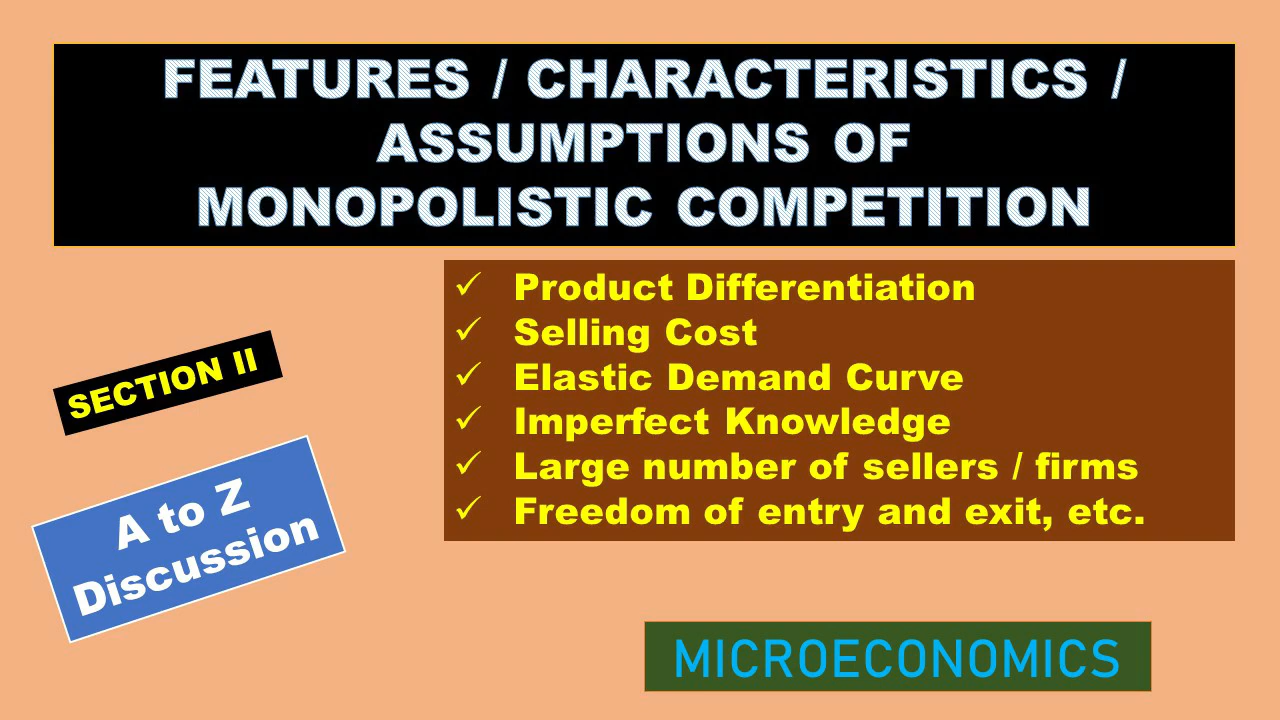 FEATURES / CHARACTERISTICS /
ASSUMPTIONS OF
MONOPOLISTIC COMPETITION
✓ Product Differentiation
✓ Selling Cost
✓ Elastic Demand Curve
✓ Imperfect Knowledge
✓ Large number of sellers / firms
✓ Freedom of entry and exit, etc.
SECTION II
A to Z
Discussion
MICROECONOMICS